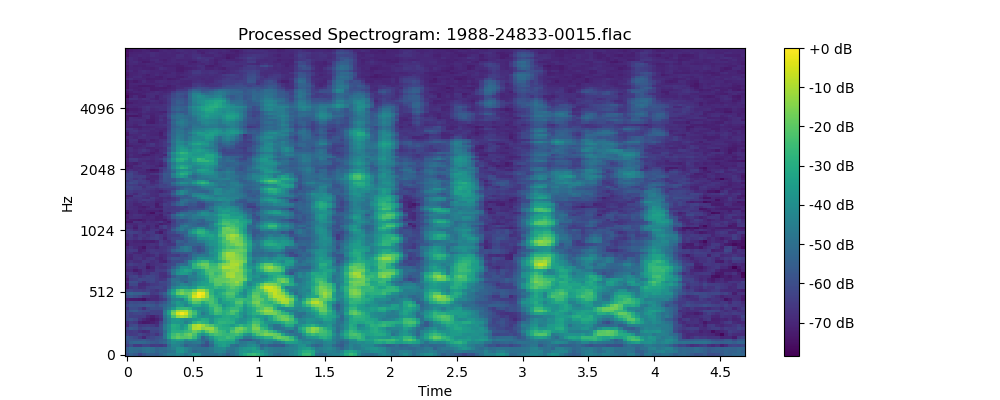 Processed Spectrogram: 1988-24833-0015.flac
+0 dB
-10 dB
-20 dB
-30 dB
-40 dB
-50 dB
-60 dB
-70 dB
Hz
4096
2048
1024
512
0
0 0.5 1 1.5 2 2.5 3 3.5 4 4.5
Time